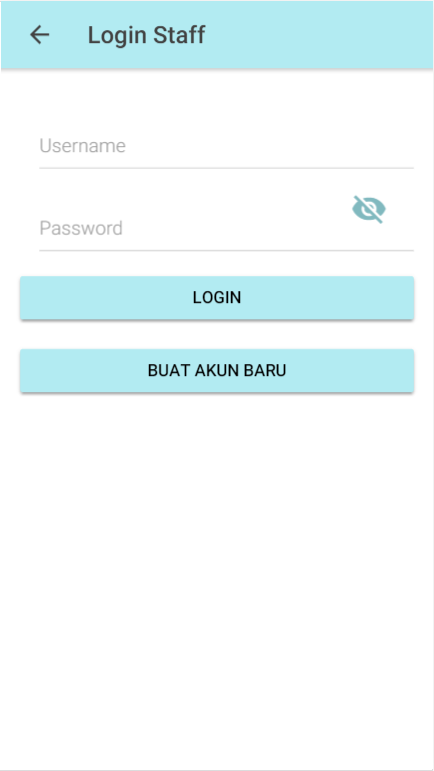 Login Staff
Username
Password
LOGIN
BUAT AKUN BARU